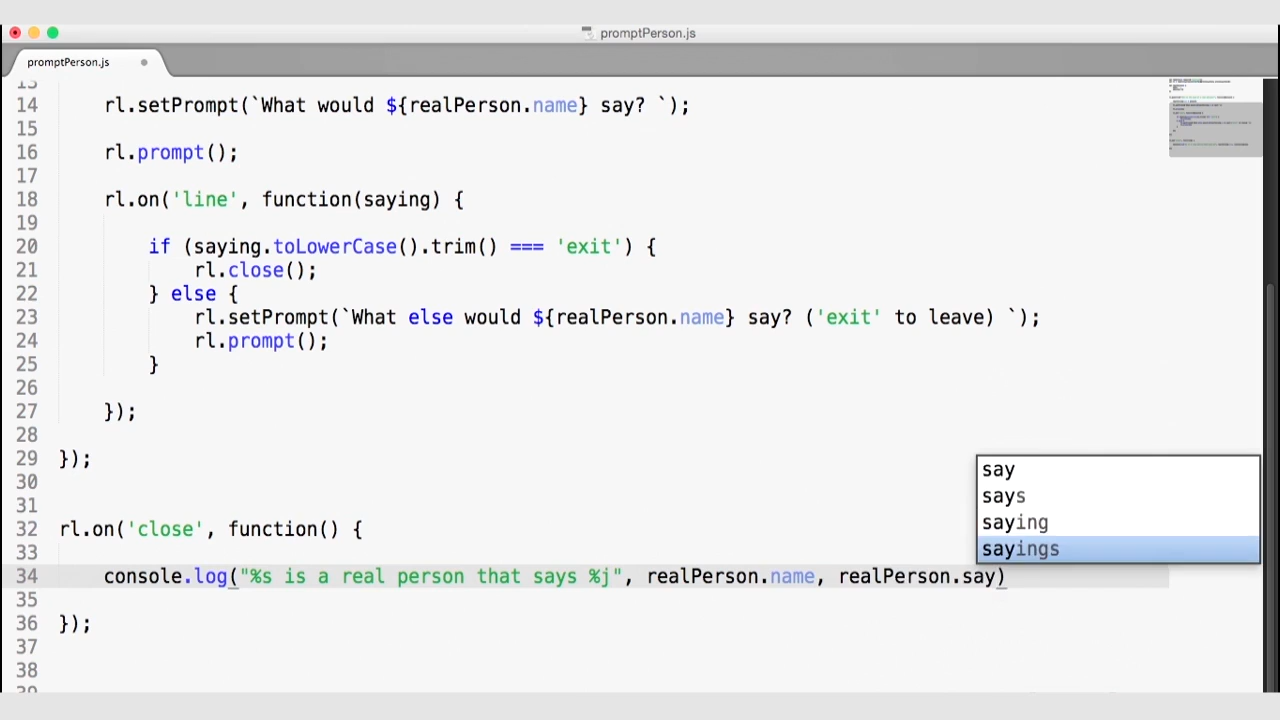 promptPerson.js
promptPerson.js
13
14 rl.setPrompt(`What would ${realPerson.name} say? `);
15
16 rl.prompt();
17
18 rl.on('line', function(saying) {
19
20 if (saying.toLowerCase().trim() === 'exit') {
21 rl.close();
22 } else {
23 rl.setPrompt(`What else would ${realPerson.name} say? ('exit' to leave) `);
24 rl.prompt();
25 }
26
27 });
28
29 });
30
31
32 rl.on('close', function() {
33
34 console.log("%s is a real person that says %j", realPerson.name, realPerson.say)
say
says
saying
sayings
35
36 });
37
38
39